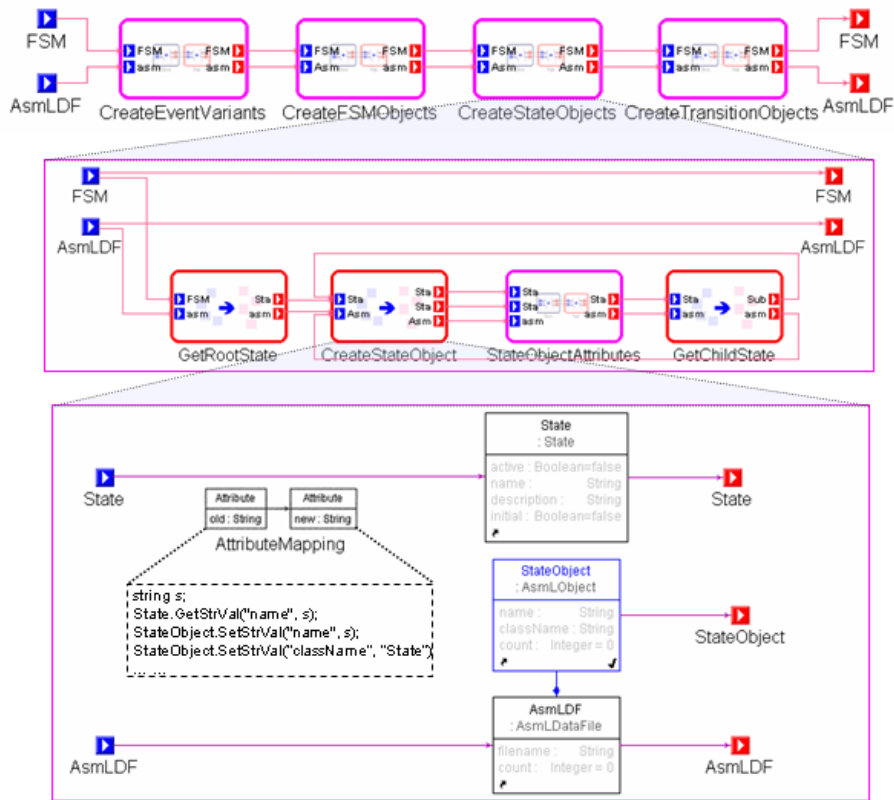 FSM
FSM FSM FSM FSM FSM FSM FSM FSM
FSM
asm asm Asm asm Asm Asm asm asm
AsmLDF
AsmLDF
CreateEventVariants
CreateFSMObjects
CreateStateObjects
CreateTransitionObjects
FSM
FSM
AsmLDF
AsmLDF
FSM Sta
asm asm
GetRootState
Sta Sta
Sta
Asm Asm
CreateStateObject
Sta Sta
Sta
asm asm
StateObjectAttributes
Sta Sub
asm asm
GetChildState
State
: State
active : Boolean=false
name : String
description : String
initial : Boolean=false
State
State
Attribute
old : String
Attribute
new : String
AttributeMapping
string s;
State.GetStrVal("name", s);
StateObject.SetStrVal("name", s);
StateObject.SetStrVal("className", "State")
... ...
StateObject
: AsmLObject
name : String
className : String
count : Integer = 0
StateObject
AsmLDF
: AsmLDataFile
filename : String
count : Integer = 0
AsmLDF
AsmLDF